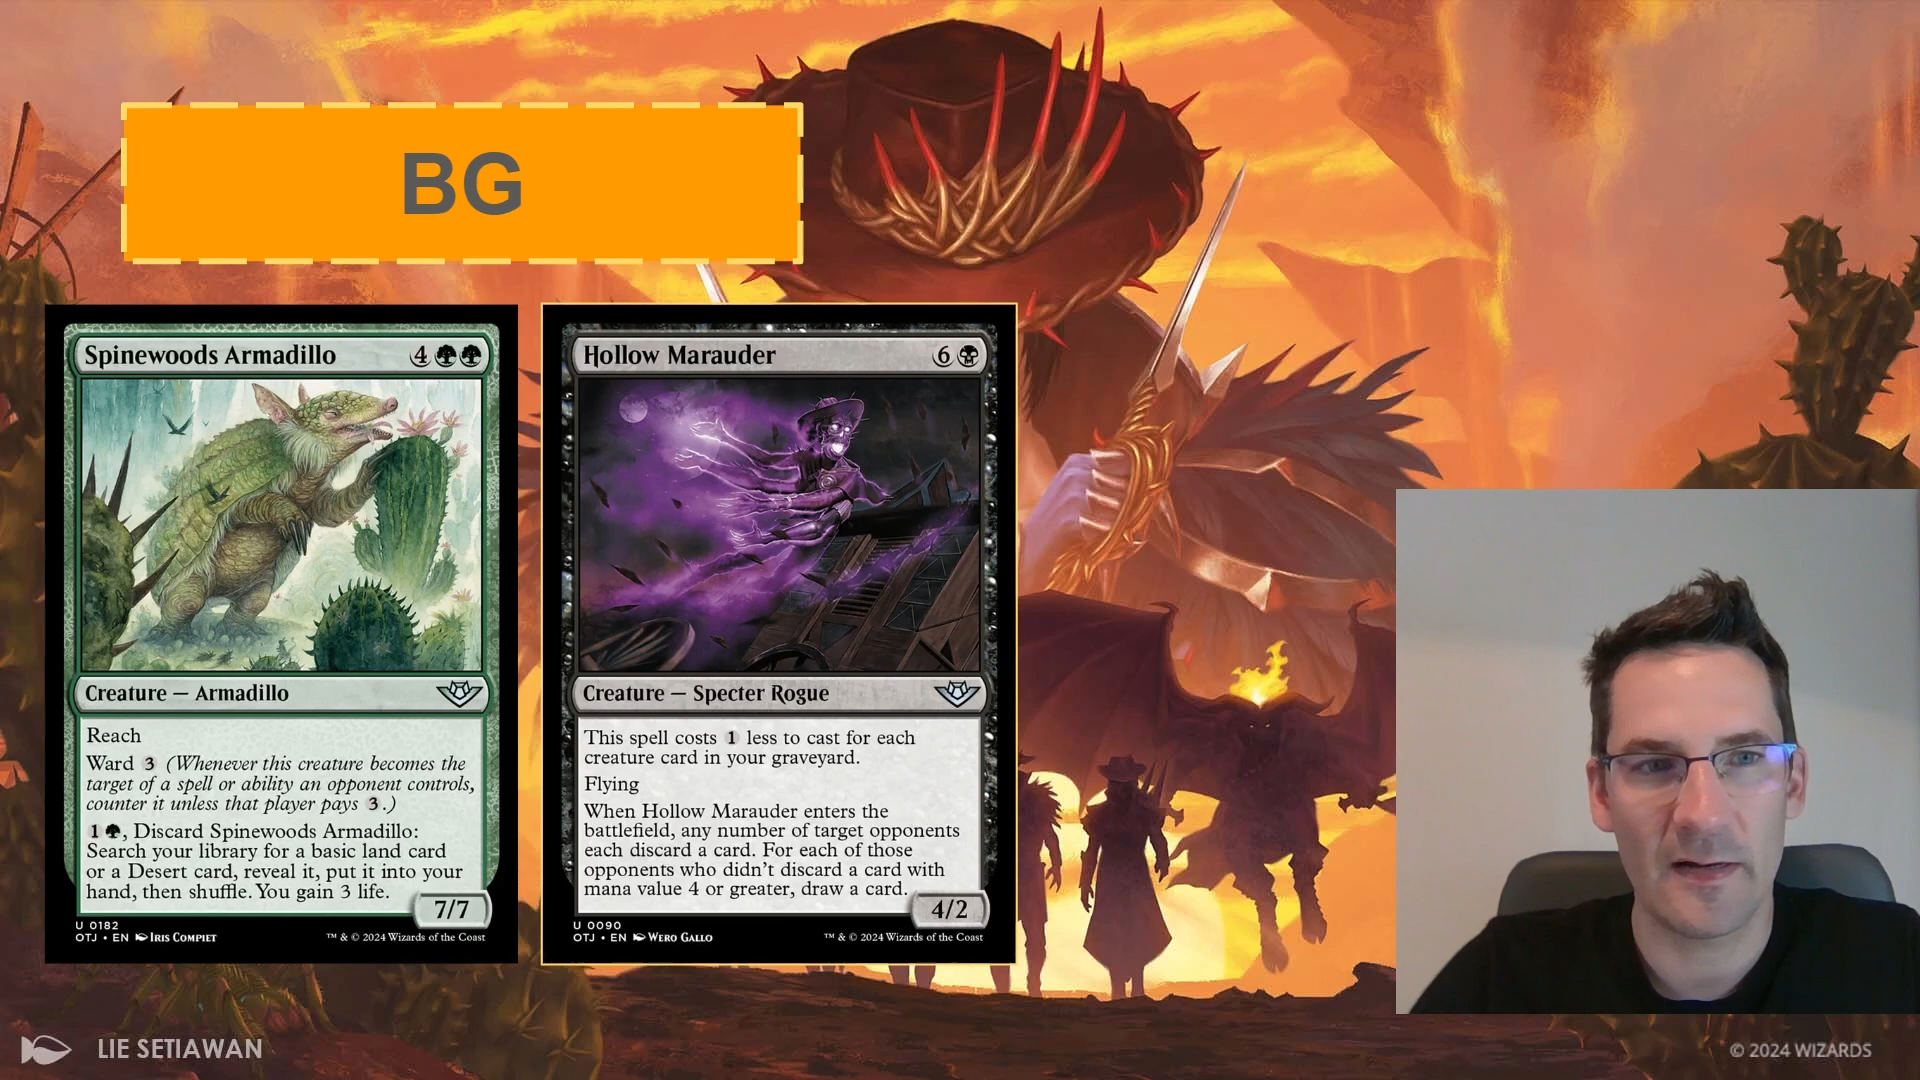 BG
Spinewoods Armadillo 4
Creature — Armadillo
Reach
Ward 3 (Whenever this creature becomes the
target of a spell or ability an opponent controls,
counter it unless that player pays 3.)
1, Discard Spinewoods Armadillo:
Search your library for a basic land card
or a Desert card, reveal it, put it into your
hand, then shuffle. You gain 3 life.
7/7
U 0182
OTJ • EN IRIS COMPIET
™ & © 2024 Wizards of the Coast
Hollow Marauder 6
Creature — Specter Rogue
This spell costs 1 less to cast for each
creature card in your graveyard.
Flying
When Hollow Marauder enters the
battlefield, any number of target opponents
each discard a card. For each of those
opponents who didn't discard a card with
mana value 4 or greater, draw a card.
4/2
U 0090
OTJ • EN WERO GALLO
™ & © 2024 Wizards of the Coast
LIE SETIAWAN
© 2024 WIZARDS